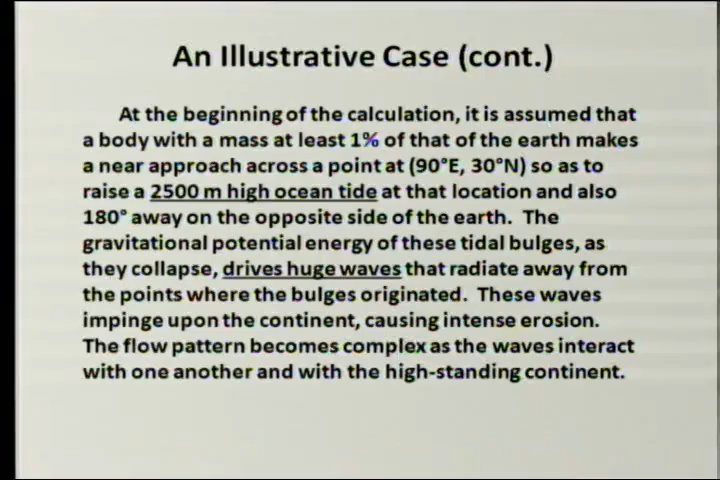 An Illustrative Case (cont.)
At the beginning of the calculation, it is assumed that
a body with a mass at least 1% of that of the earth makes
a near approach across a point at (90°E, 30°N) so as to
raise a 2500 m high ocean tide at that location and also
180° away on the opposite side of the earth. The
gravitational potential energy of these tidal bulges, as
they collapse, drives huge waves that radiate away from
the points where the bulges originated. These waves
impinge upon the continent, causing intense erosion.
The flow pattern becomes complex as the waves interact
with one another and with the high-standing continent.